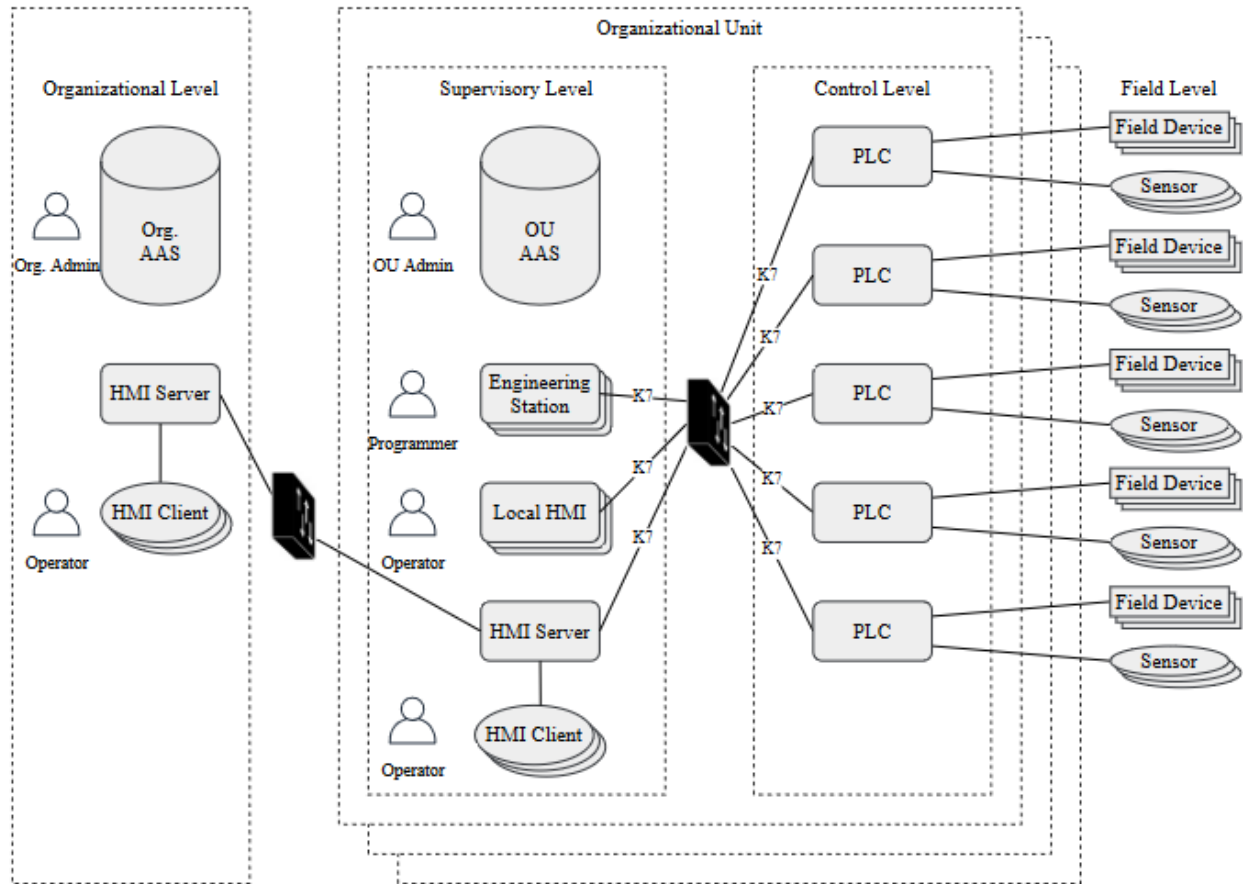 Organizational Unit
Organizational Level
Supervisory Level
Control Level
Field Level
Org.
AAS
Org. Admin
HMI Server
HMI Client
Operator
OU
AAS
OU Admin
Engineering
Station
Programmer
Local HMI
Operator
HMI Server
HMI Client
Operator
K7
K7
K7
K7
K7
K7
K7
K7
PLC
PLC
PLC
PLC
PLC
Field Device
Sensor
Field Device
Sensor
Field Device
Sensor
Field Device
Sensor
Field Device
Sensor